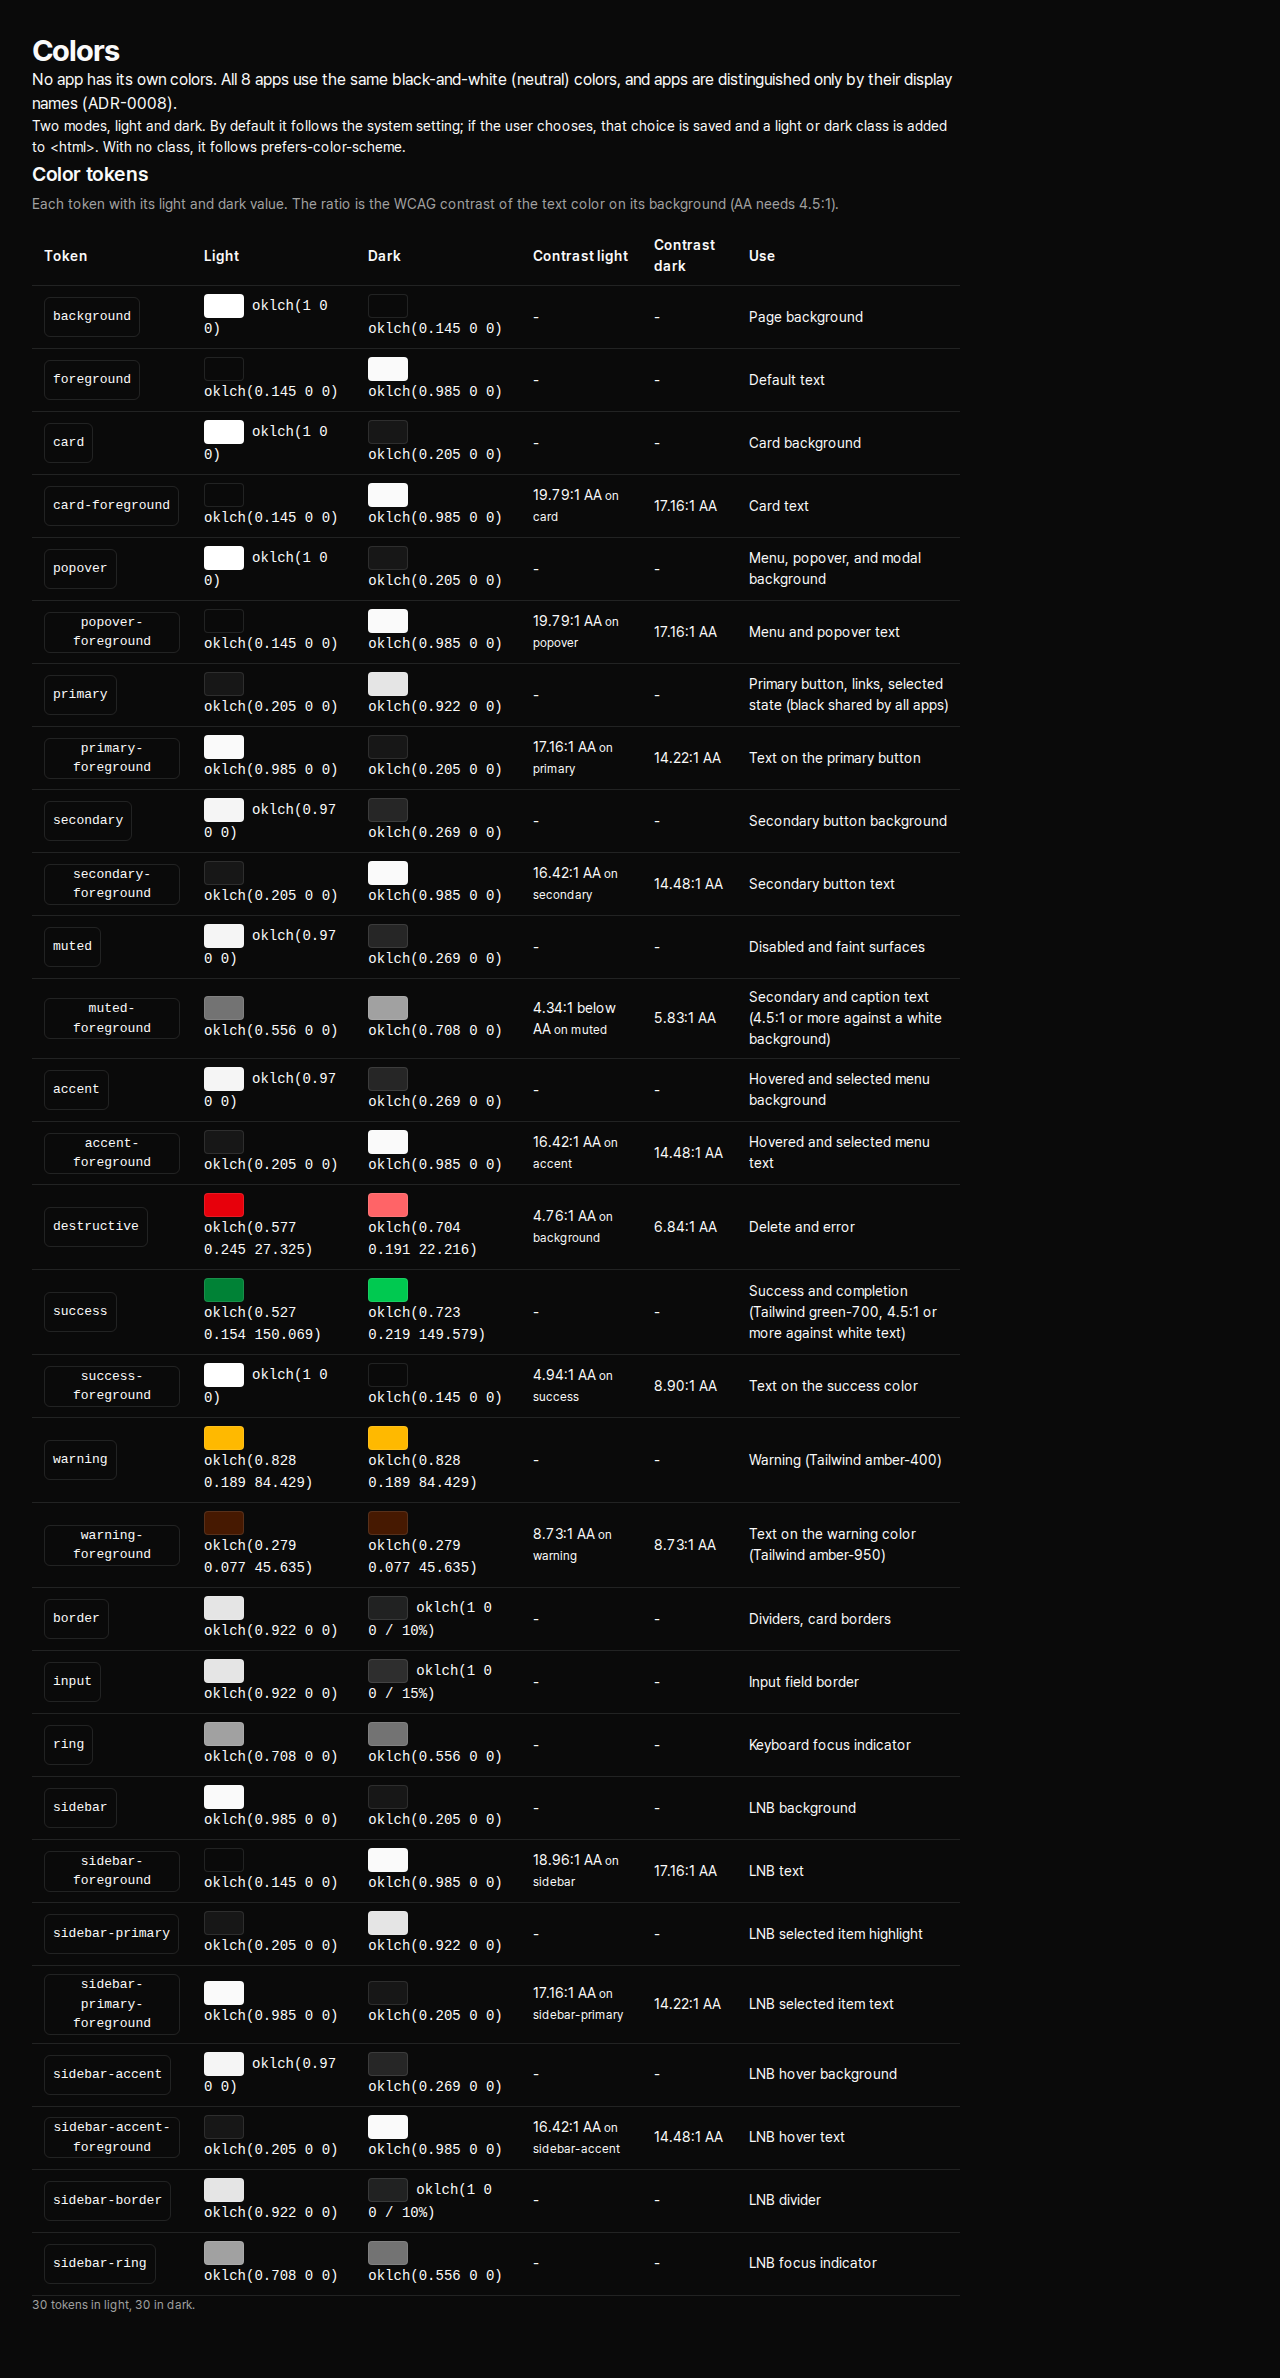 Colors
No app has its own colors. All 8 apps use the same black-and-white (neutral) colors, and apps are distinguished only by their display
names (ADR-0008).
Two modes, light and dark. By default it follows the system setting; if the user chooses, that choice is saved and a light or dark class is added
to <html>. With no class, it follows prefers-color-scheme.
Color tokens
Each token with its light and dark value. The ratio is the WCAG contrast of the text color on its background (AA needs 4.5:1).
Token Light Dark Contrast light Contrast dark Use
background oklch(1 0 0) oklch(0.145 0 0) - - Page background
foreground oklch(0.145 0 0) oklch(0.985 0 0) - - Default text
card oklch(1 0 0) oklch(0.205 0 0) - - Card background
card-foreground oklch(0.145 0 0) oklch(0.985 0 0) 19.79:1 AA on card 17.16:1 AA Card text
popover oklch(1 0 0) oklch(0.205 0 0) - - Menu, popover, and modal background
popover-foreground oklch(0.145 0 0) oklch(0.985 0 0) 19.79:1 AA on popover 17.16:1 AA Menu and popover text
primary oklch(0.205 0 0) oklch(0.922 0 0) - - Primary button, links, selected state (black shared by all apps)
primary-foreground oklch(0.985 0 0) oklch(0.205 0 0) 17.16:1 AA on primary 14.22:1 AA Text on the primary button
secondary oklch(0.97 0 0) oklch(0.269 0 0) - - Secondary button background
secondary-foreground oklch(0.205 0 0) oklch(0.985 0 0) 16.42:1 AA on secondary 14.48:1 AA Secondary button text
muted oklch(0.97 0 0) oklch(0.269 0 0) - - Disabled and faint surfaces
muted-foreground oklch(0.556 0 0) oklch(0.708 0 0) 4.34:1 below AA on muted 5.83:1 AA Secondary and caption text (4.5:1 or more against a white background)
accent oklch(0.97 0 0) oklch(0.269 0 0) - - Hovered and selected menu background
accent-foreground oklch(0.205 0 0) oklch(0.985 0 0) 16.42:1 AA on accent 14.48:1 AA Hovered and selected menu text
destructive oklch(0.577 0.245 27.325) oklch(0.704 0.191 22.216) 4.76:1 AA on background 6.84:1 AA Delete and error
success oklch(0.527 0.154 150.069) oklch(0.723 0.219 149.579) - - Success and completion (Tailwind green-700, 4.5:1 or more against white text)
success-foreground oklch(1 0 0) oklch(0.145 0 0) 4.94:1 AA on success 8.90:1 AA Text on the success color
warning oklch(0.828 0.189 84.429) oklch(0.828 0.189 84.429) - - Warning (Tailwind amber-400)
warning-foreground oklch(0.279 0.077 45.635) oklch(0.279 0.077 45.635) 8.73:1 AA on warning 8.73:1 AA Text on the warning color (Tailwind amber-950)
border oklch(0.922 0 0) oklch(1 0 0 / 10%) - - Dividers, card borders
input oklch(0.922 0 0) oklch(1 0 0 / 15%) - - Input field border
ring oklch(0.708 0 0) oklch(0.556 0 0) - - Keyboard focus indicator
sidebar oklch(0.985 0 0) oklch(0.205 0 0) - - LNB background
sidebar-foreground oklch(0.145 0 0) oklch(0.985 0 0) 18.96:1 AA on sidebar 17.16:1 AA LNB text
sidebar-primary oklch(0.205 0 0) oklch(0.922 0 0) - - LNB selected item highlight
sidebar-primary-foreground oklch(0.985 0 0) oklch(0.205 0 0) 17.16:1 AA on sidebar-primary 14.22:1 AA LNB selected item text
sidebar-accent oklch(0.97 0 0) oklch(0.269 0 0) - - LNB hover background
sidebar-accent-foreground oklch(0.205 0 0) oklch(0.985 0 0) 16.42:1 AA on sidebar-accent 14.48:1 AA LNB hover text
sidebar-border oklch(0.922 0 0) oklch(1 0 0 / 10%) - - LNB divider
sidebar-ring oklch(0.708 0 0) oklch(0.556 0 0) - - LNB focus indicator
30 tokens in light, 30 in dark.